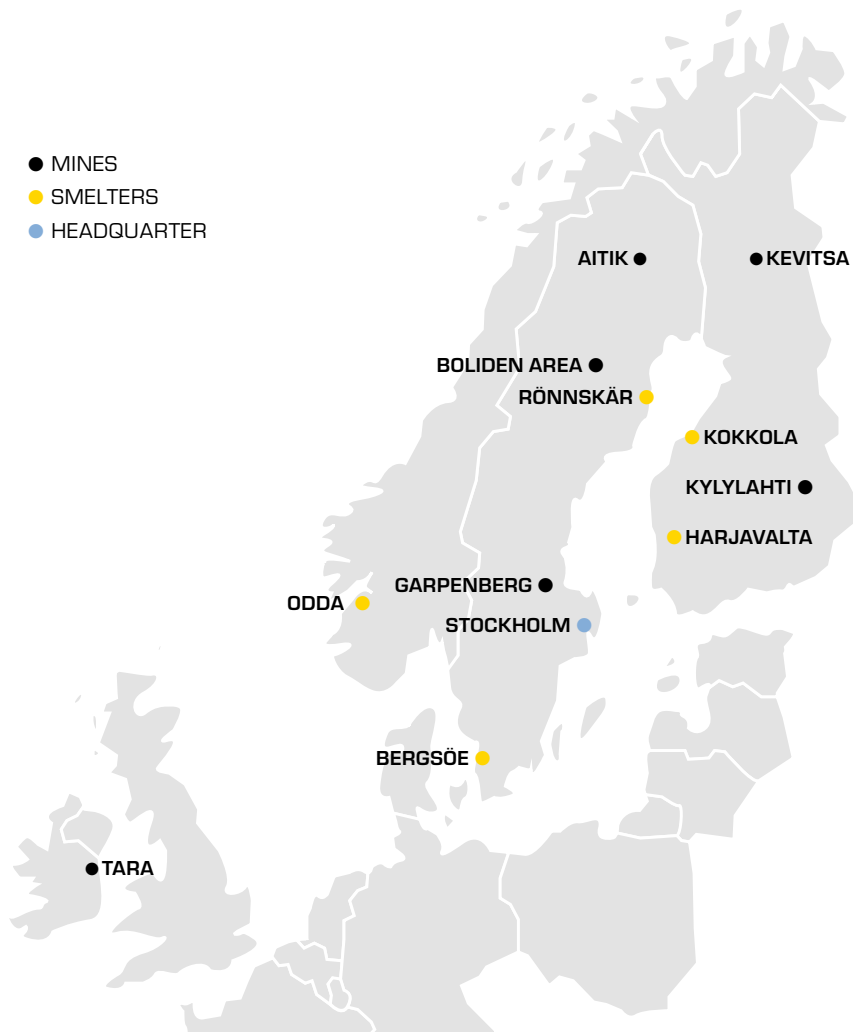 MINES
SMELTERS
HEADQUARTER
AITIK
KEVITSA
BOLIDEN AREA
RÖNNSKÄR
KOKKOLA
KYLYLAHTI
HARJAVALTA
GARPENBERG
ODDA
STOCKHOLM
BERGSÖE
TARA